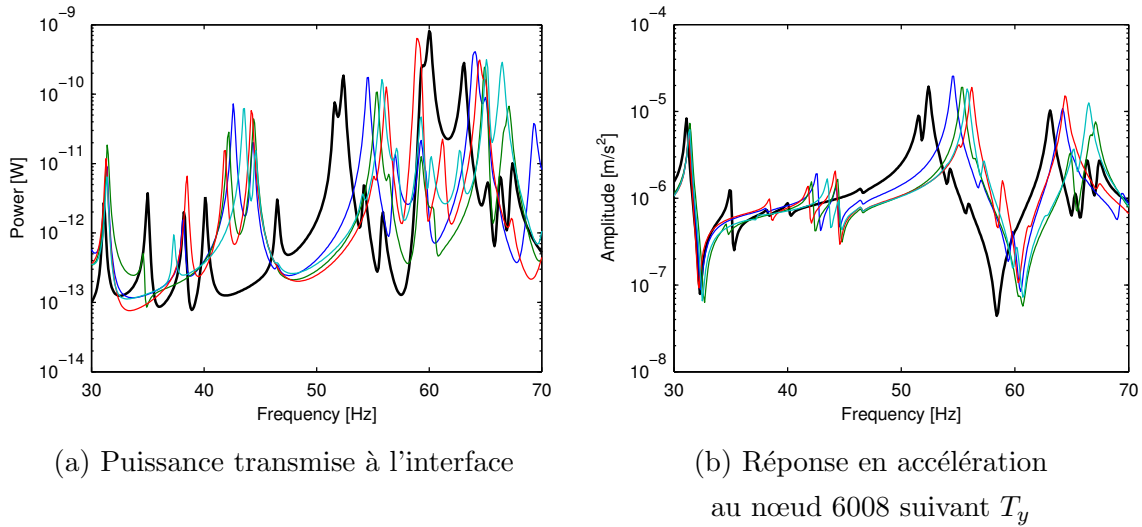 10⁻⁹
10⁻¹⁰
10⁻¹¹
10⁻¹²
10⁻¹³
10⁻¹⁴
Power [W]
30 40 50 60 70
Frequency [Hz]
(a) Puissance transmise à l'interface
10⁻⁴
10⁻⁵
10⁻⁶
10⁻⁷
10⁻⁸
Amplitude [m/s²]
30 40 50 60 70
Frequency [Hz]
(b) Réponse en accélération
au nœud 6008 suivant T_y